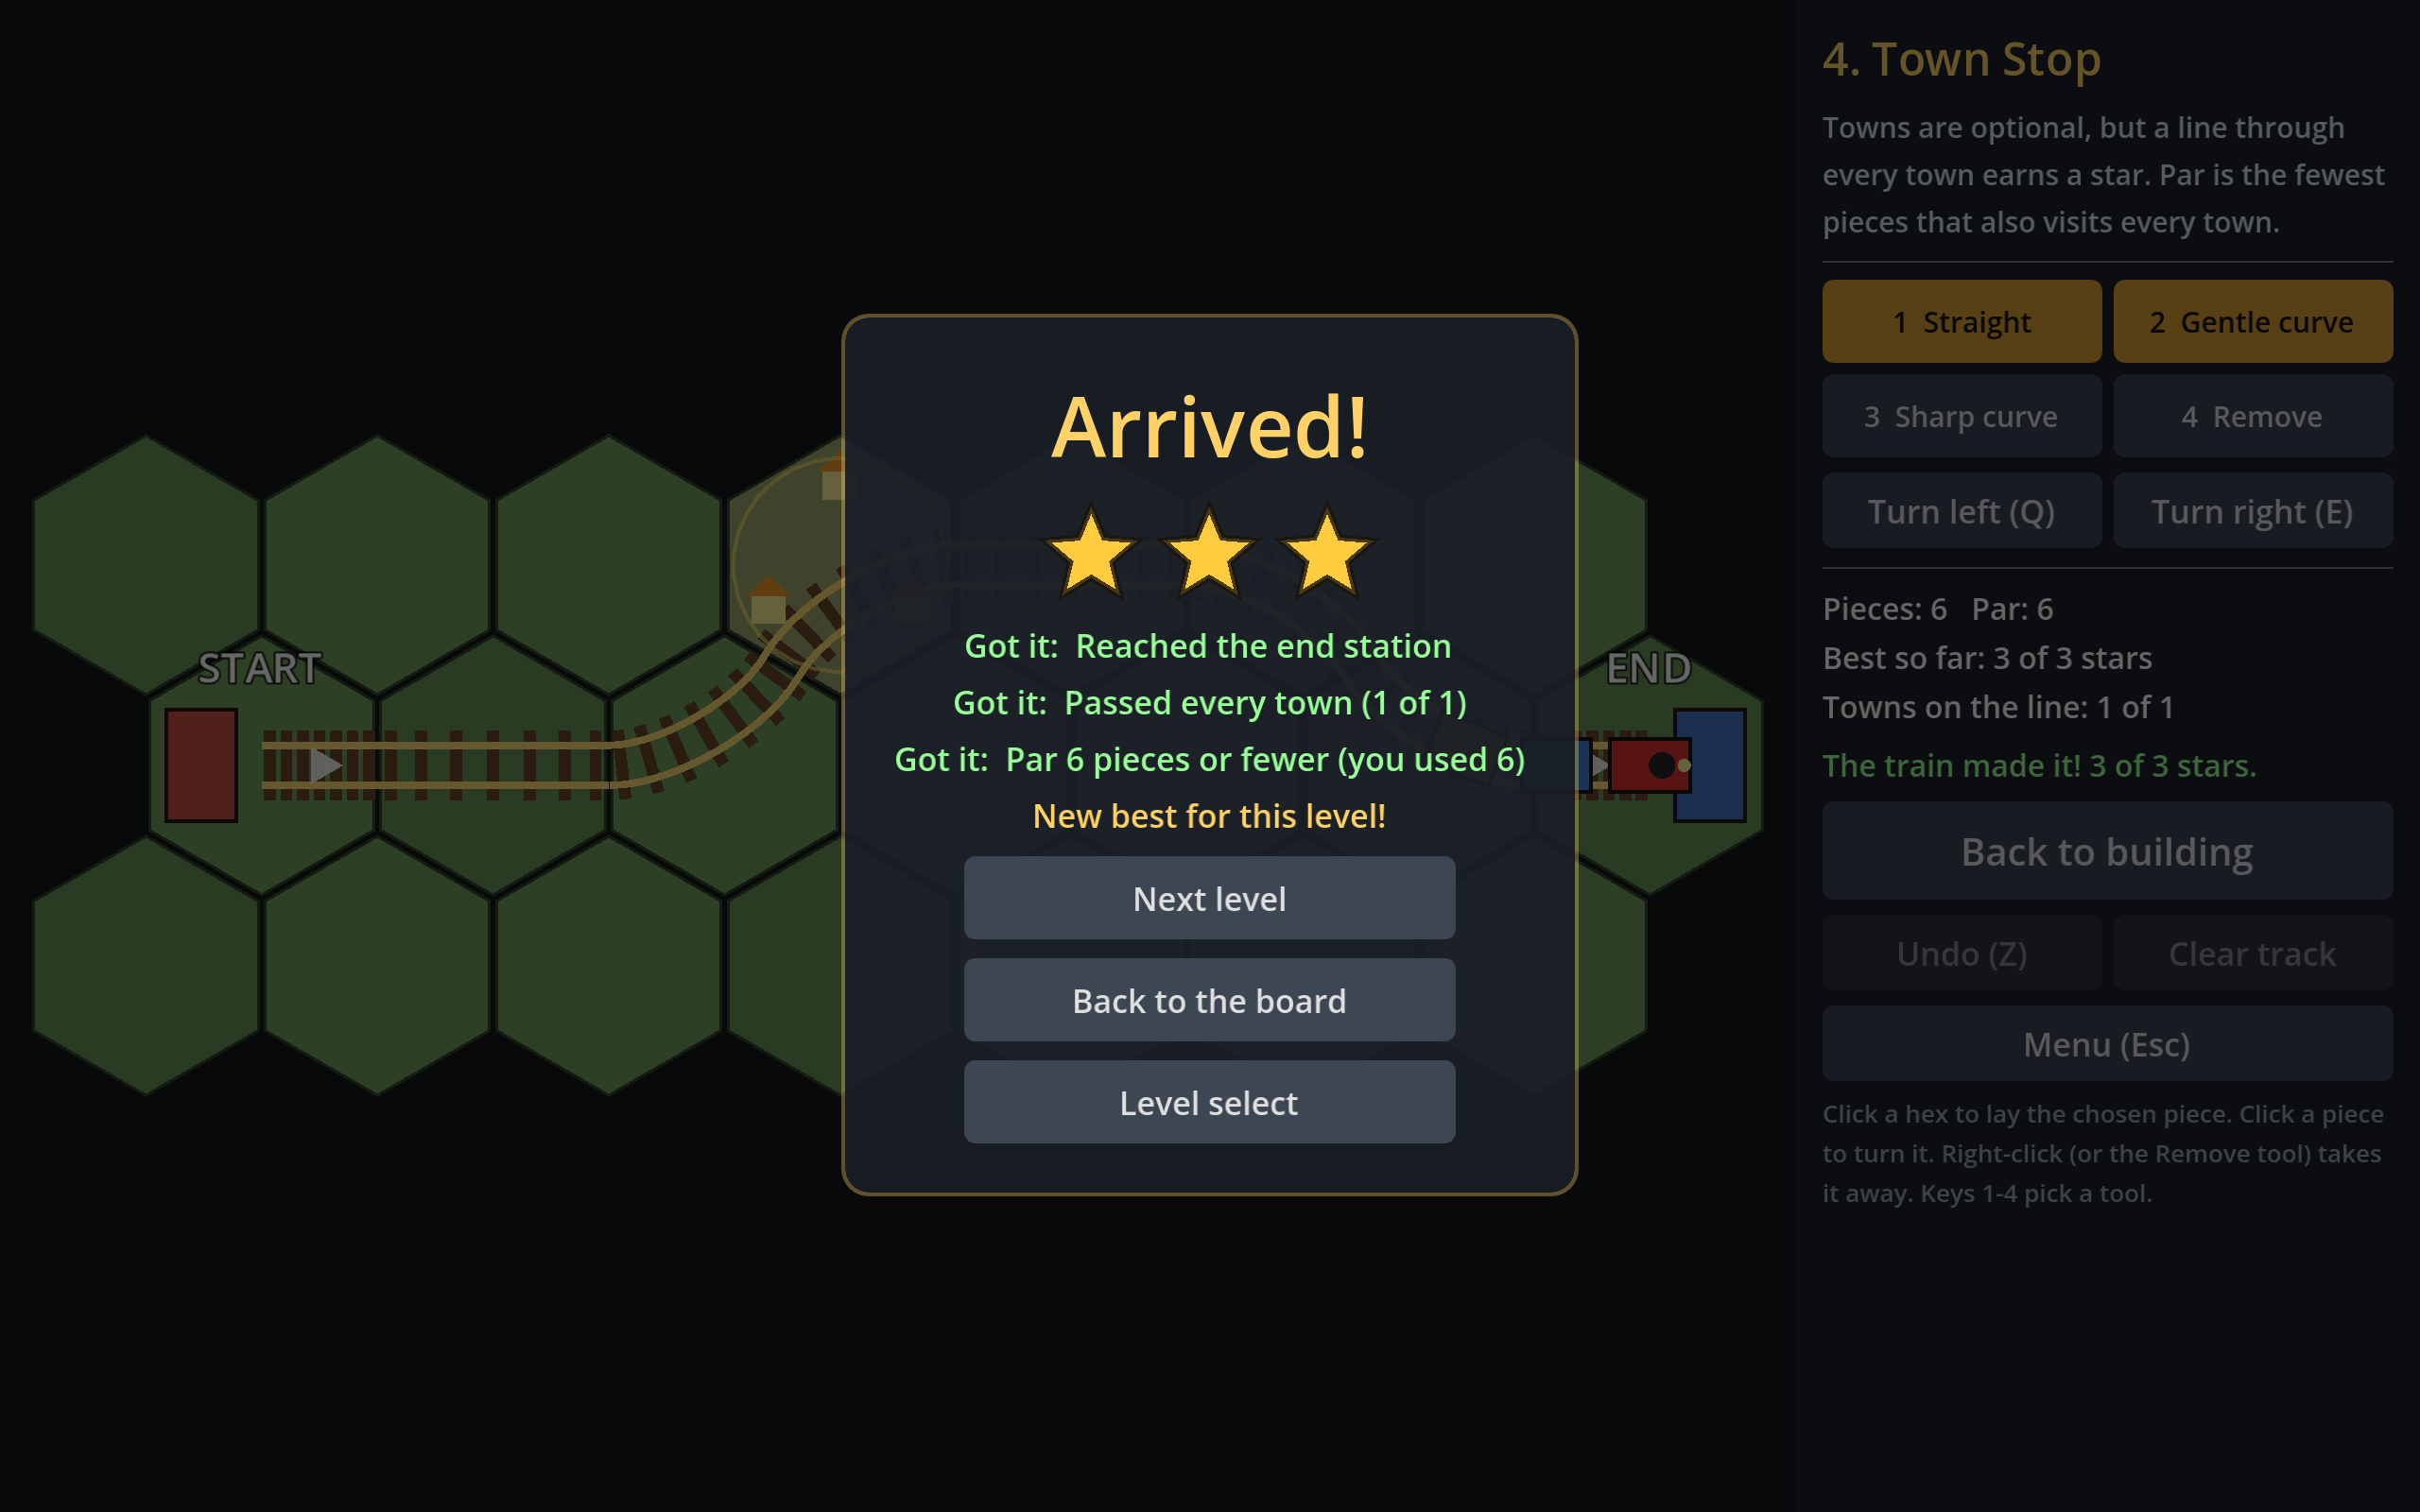 START
END
Arrived!
Got it: Reached the end station
Got it: Passed every town (1 of 1)
Got it: Par 6 pieces or fewer (you used 6)
New best for this level!
Next level
Back to the board
Level select
4. Town Stop
Towns are optional, but a line through
every town earns a star. Par is the fewest
pieces that also visits every town.
1 Straight
2 Gentle curve
3 Sharp curve
4 Remove
Turn left (Q)
Turn right (E)
Pieces: 6 Par: 6
Best so far: 3 of 3 stars
Towns on the line: 1 of 1
The train made it! 3 of 3 stars.
Back to building
Undo (Z)
Clear track
Menu (Esc)
Click a hex to lay the chosen piece. Click a piece
to turn it. Right-click (or the Remove tool) takes
it away. Keys 1-4 pick a tool.